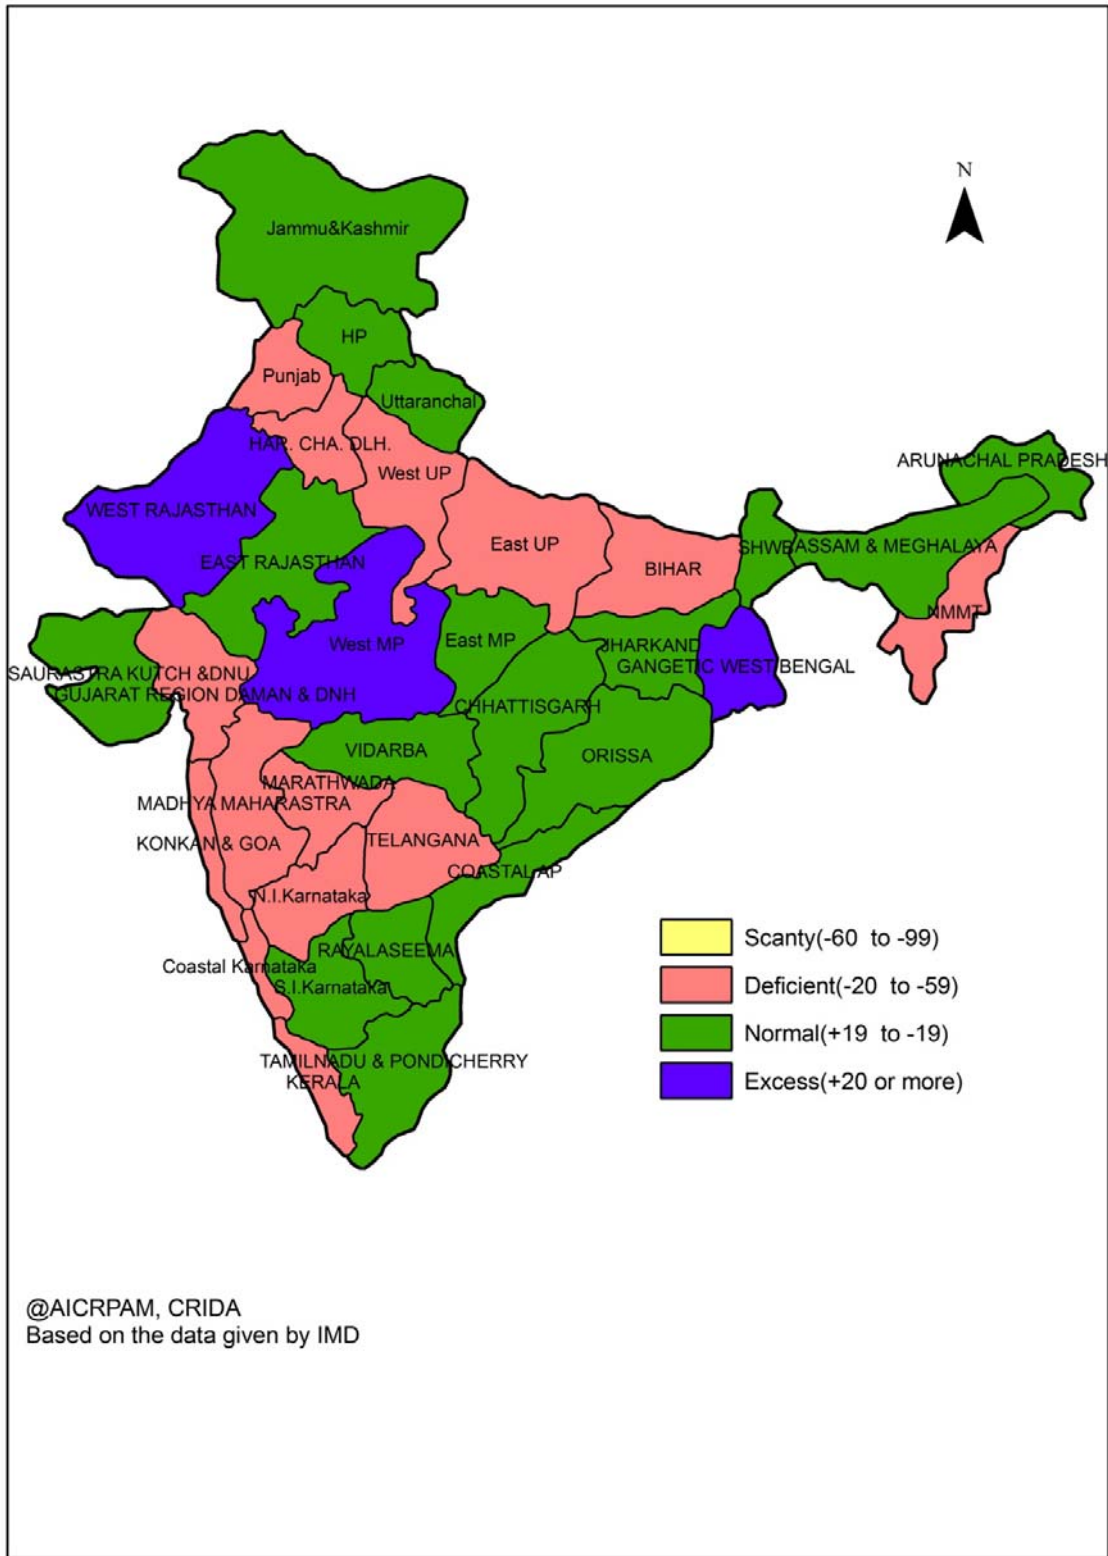 N
Jammu&Kashmir
HP
Punjab
Uttaranchal
HAR. CHA. DLH.
West UP
ARUNACHAL PRADESH
WEST RAJASTHAN
East UP
SHWB
ASSAM & MEGHALAYA
EAST RAJASTHAN
BIHAR
NMMT
West MP
East MP
JHARKAND
GANGETIC WEST BENGAL
SAURASTRA KUTCH &DNU
GUJARAT REGION DAMAN & DNH
CHHATTISGARH
VIDARBA
ORISSA
MARATHWADA
MADHYA MAHARASTRA
KONKAN & GOA
TELANGANA
COASTAL AP
N.I.Karnataka
RAYALASEEMA
Coastal Karnataka
S.I.Karnataka
TAMILNADU & PONDICHERRY
KERALA
Scanty(-60 to -99)
Deficient(-20 to -59)
Normal(+19 to -19)
Excess(+20 or more)
@AICRPAM, CRIDA
Based on the data given by IMD